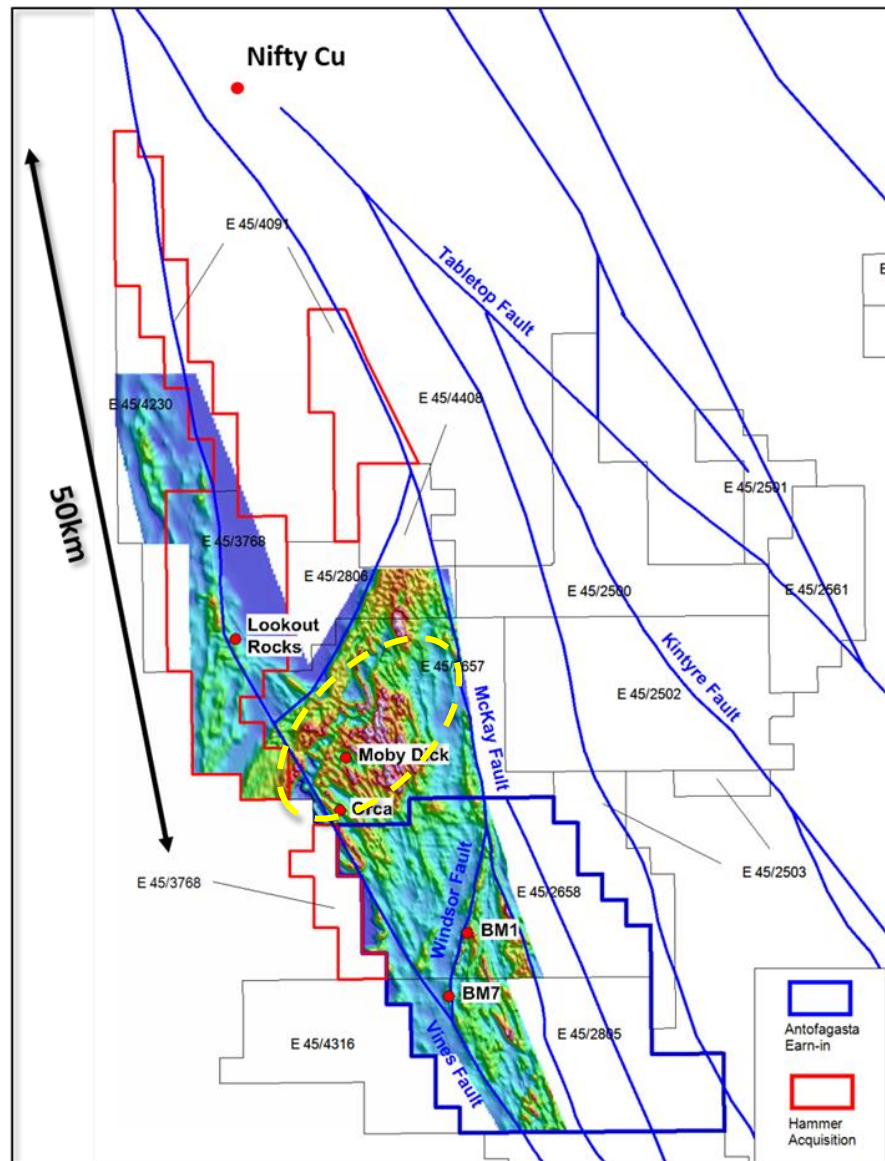 Nifty Cu
E 45/4091
Tabletop Fault
E 45/4408
E 45/4230
50km
E 45/2591
E 45/3768
E 45/2806
E 45/2500
E 45/2561
Lookout
Rocks
E 45/2657
McKay Fault
Kintyre Fault
E 45/2502
Moby Dick
Orca
E 45/2503
E 45/3768
E 45/2658
Windsor Fault
BM1
BM7
E 45/4316
Vines Fault
E 45/2805
Antofagasta
Earn-in
Hammer
Acquisition